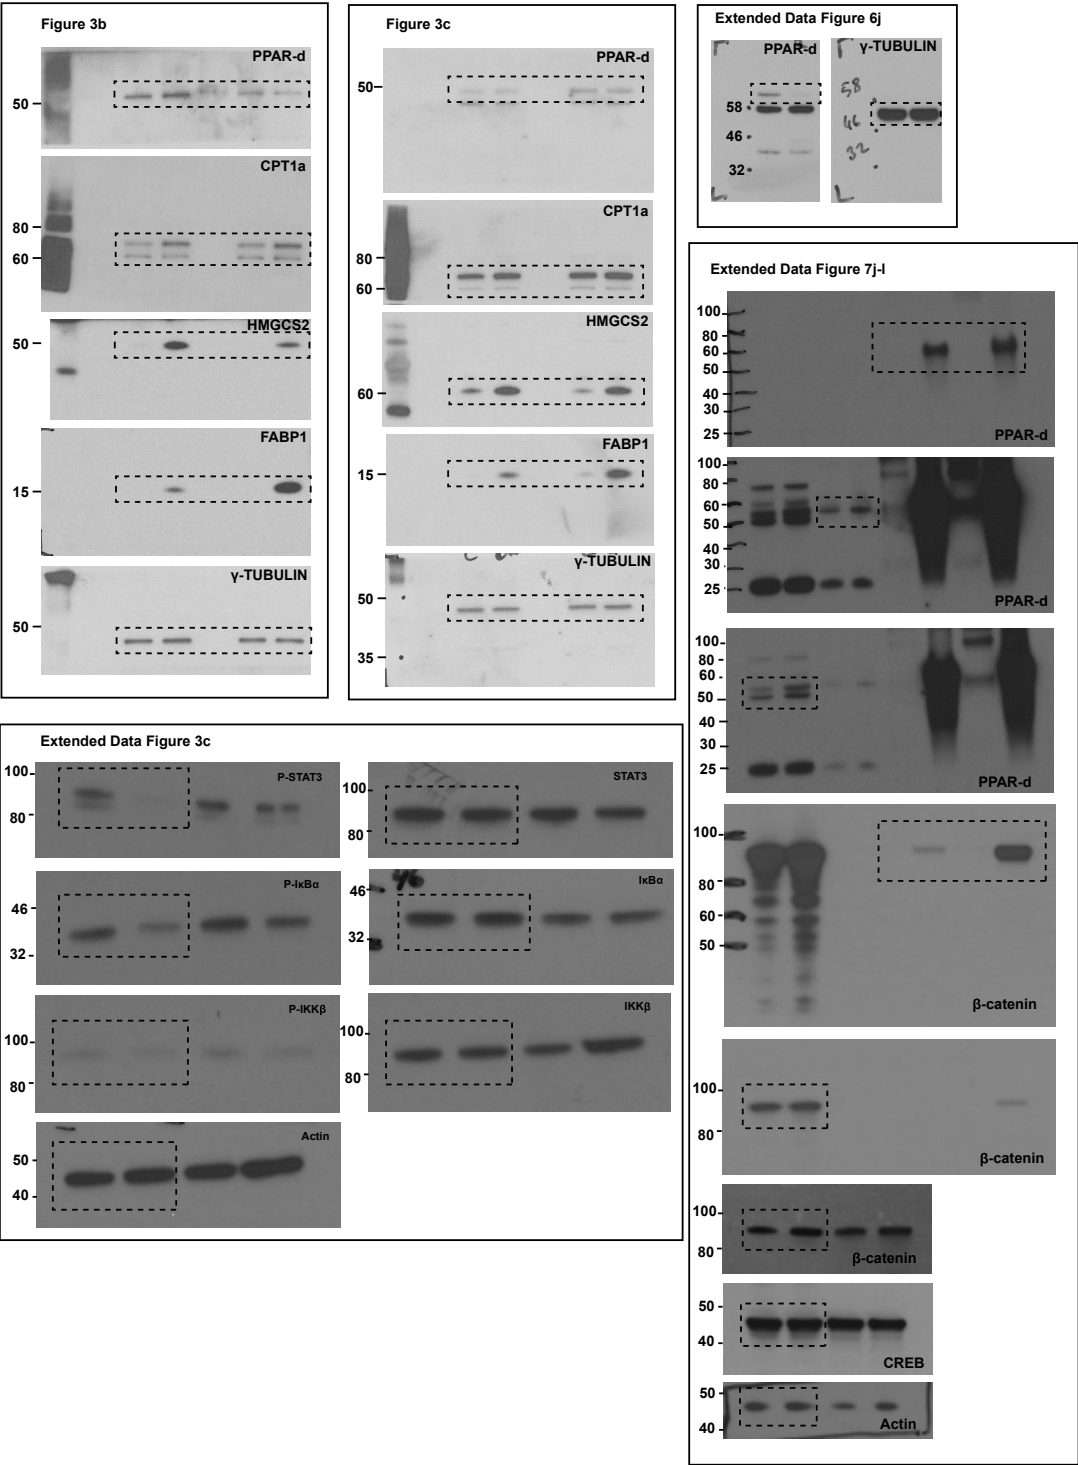 Figure 3b
PPAR-d
50
CPT1a
80
60
HMGCS2
50
FABP1
15
γ-TUBULIN
50
Figure 3c
PPAR-d
50
CPT1a
80
60
HMGCS2
60
FABP1
15
γ-TUBULIN
50
35
Extended Data Figure 6j
PPAR-d
58
46
32
γ-TUBULIN
58
46
32
Extended Data Figure 7j-l
100
80
60
50
40
30
25
PPAR-d
100
80
60
50
40
30
25
PPAR-d
100
80
60
50
40
30
25
PPAR-d
100
80
60
50
β-catenin
100
80
β-catenin
100
80
β-catenin
50
40
CREB
50
40
Actin
Extended Data Figure 3c
P-STAT3
100
80
STAT3
100
80
P-IκBα
46
32
IκBα
46
32
P-IKKβ
100
80
IKKβ
100
80
Actin
50
40